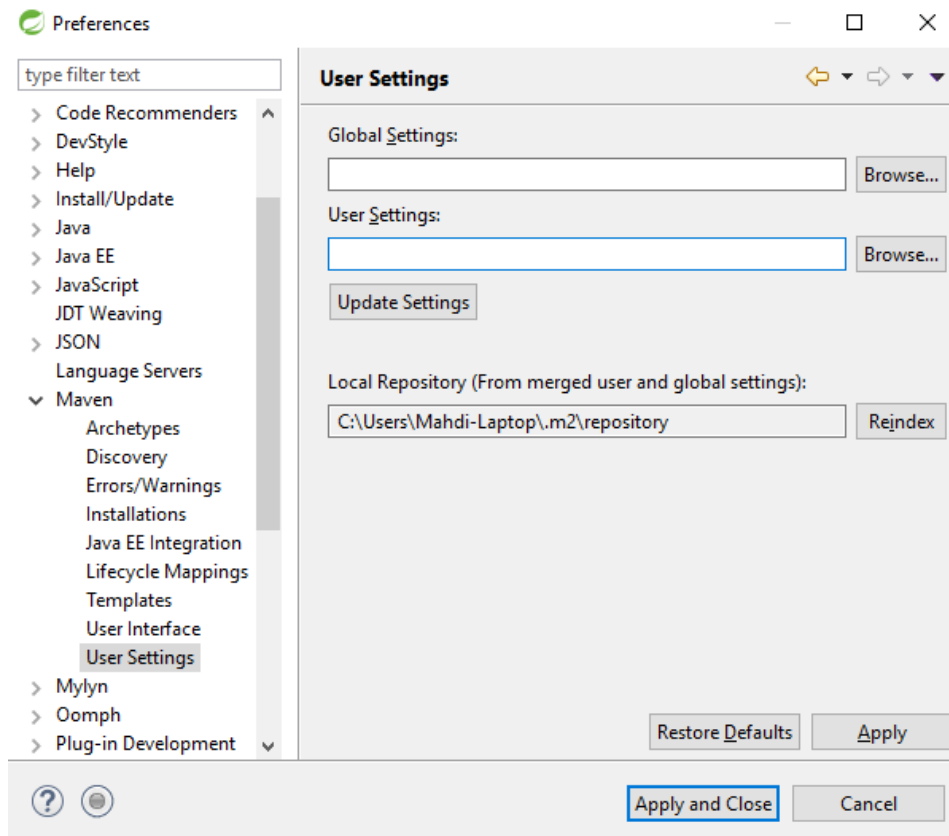 Preferences
type filter text
Code Recommenders
DevStyle
Help
Install/Update
Java
Java EE
JavaScript
JDT Weaving
JSON
Language Servers
Maven
Archetypes
Discovery
Errors/Warnings
Installations
Java EE Integration
Lifecycle Mappings
Templates
User Interface
User Settings
Mylyn
Oomph
Plug-in Development
User Settings
Global Settings:
Browse...
User Settings:
Browse...
Update Settings
Local Repository (From merged user and global settings):
C:\Users\Mahdi-Laptop\.m2\repository
Reindex
Restore Defaults
Apply
?
Apply and Close
Cancel